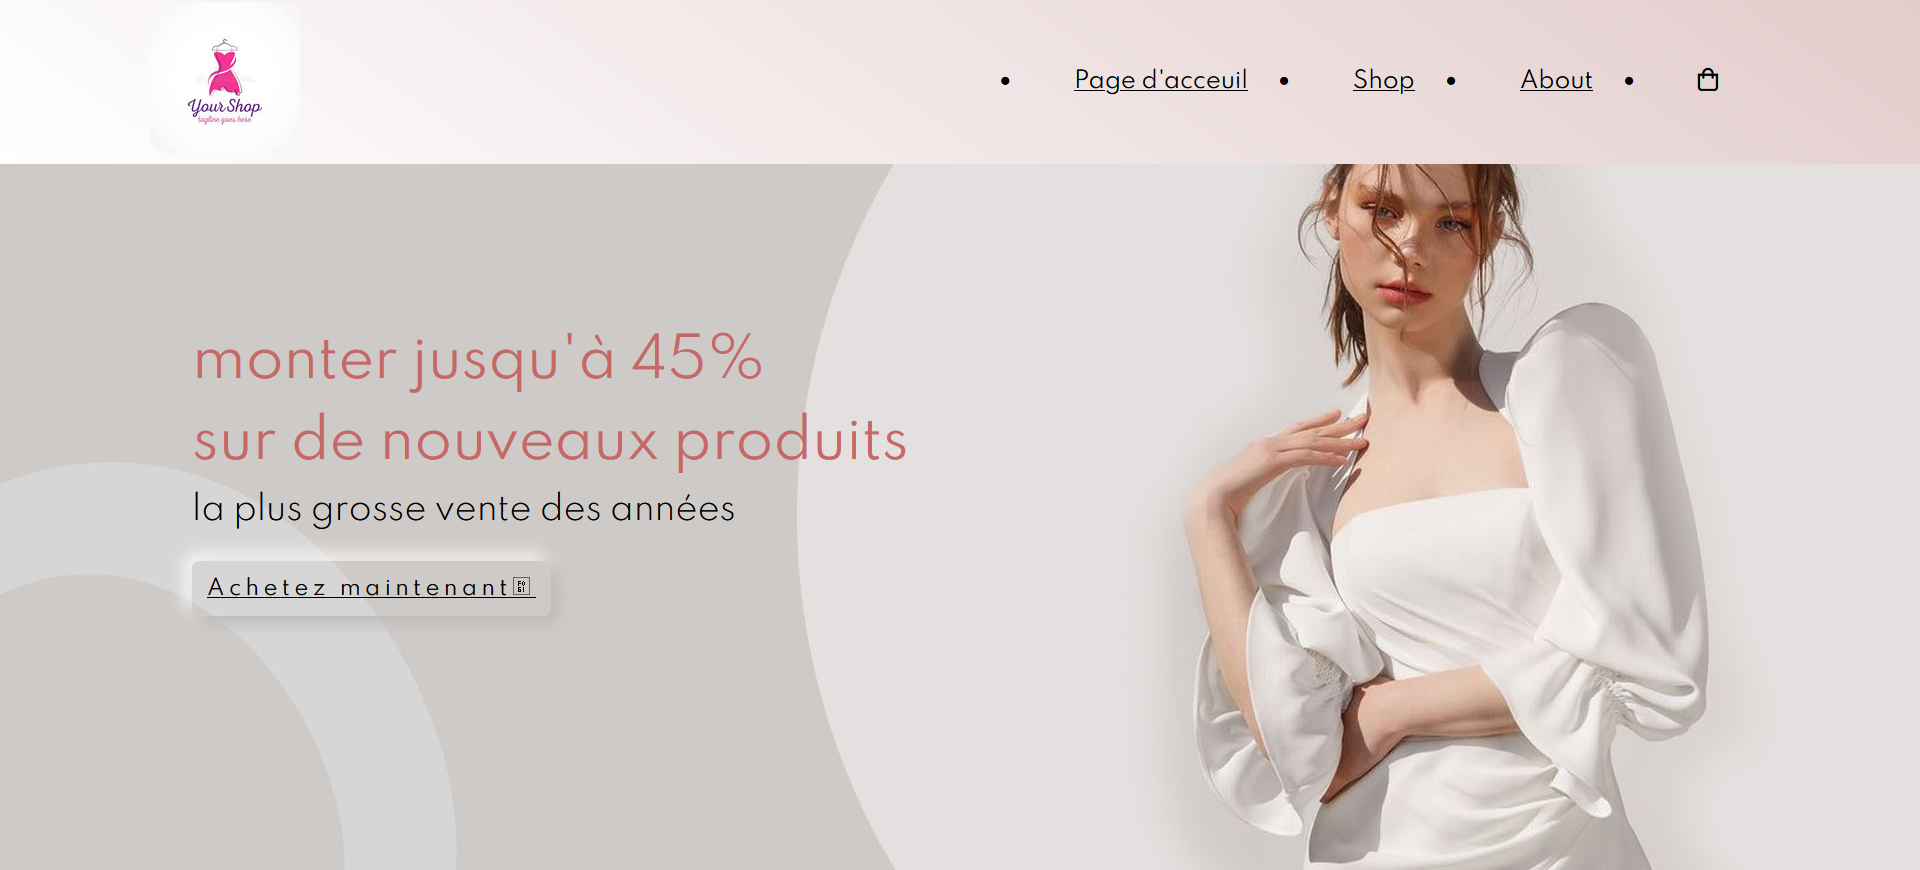 Your Shop
tagline goes here
Page d'acceuil
Shop
About
monter jusqu'à 45%
sur de nouveaux produits
la plus grosse vente des années
Achetez maintenant